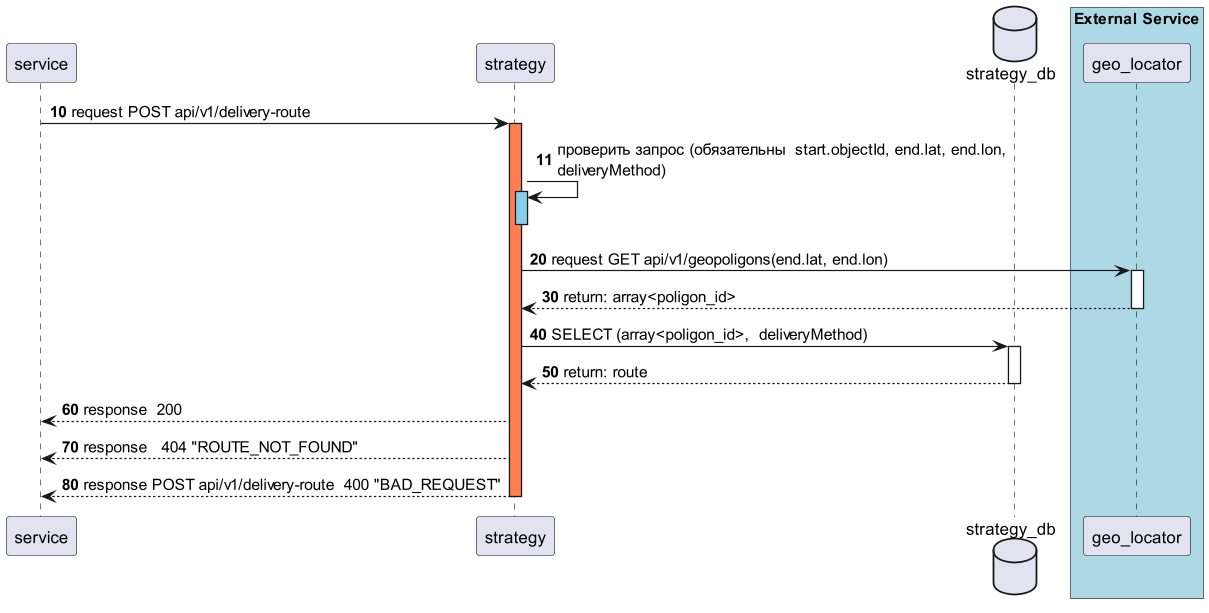 External Service
service
strategy
strategy_db
geo_locator
10 request POST api/v1/delivery-route
11 проверить запрос (обязательны  start.objectId, end.lat, end.lon,
deliveryMethod)
20 request GET api/v1/geopoligons(end.lat, end.lon)
30 return: array<poligon_id>
40 SELECT (array<poligon_id>,  deliveryMethod)
50 return: route
60 response  200
70 response   404 "ROUTE_NOT_FOUND"
80 response POST api/v1/delivery-route  400 "BAD_REQUEST"
service
strategy
strategy_db
geo_locator